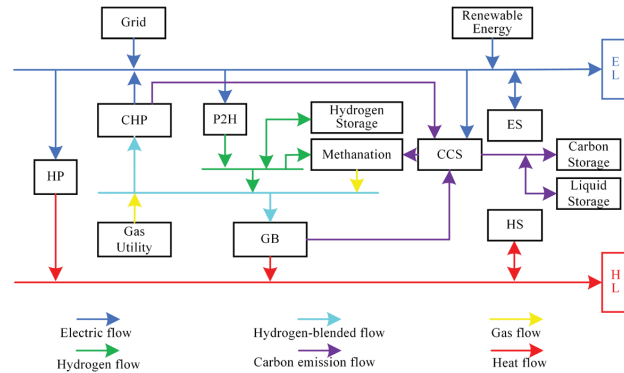 Grid
Renewable
Energy
E
L
CHP
P2H
Hydrogen
Storage
ES
HP
Methanation
CCS
Carbon
Storage
Liquid
Storage
Gas
Utility
GB
HS
H
L
Electric flow
Hydrogen-blended flow
Gas flow
Hydrogen flow
Carbon emission flow
Heat flow